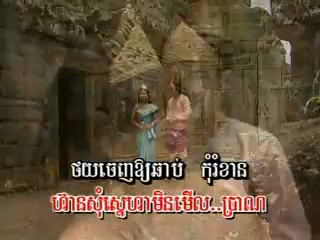 ថយចេញឱ្យឆាប់ កុំរំខាន
ហ៊ានសុំស្នេហាមិនមើល..ប្រាណ